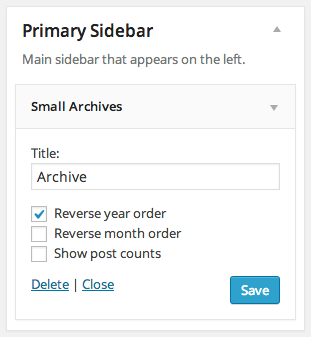 Primary Sidebar
Main sidebar that appears on the left.
Small Archives
Title:
Archive
Reverse year order
Reverse month order
Show post counts
Delete | Close
Save